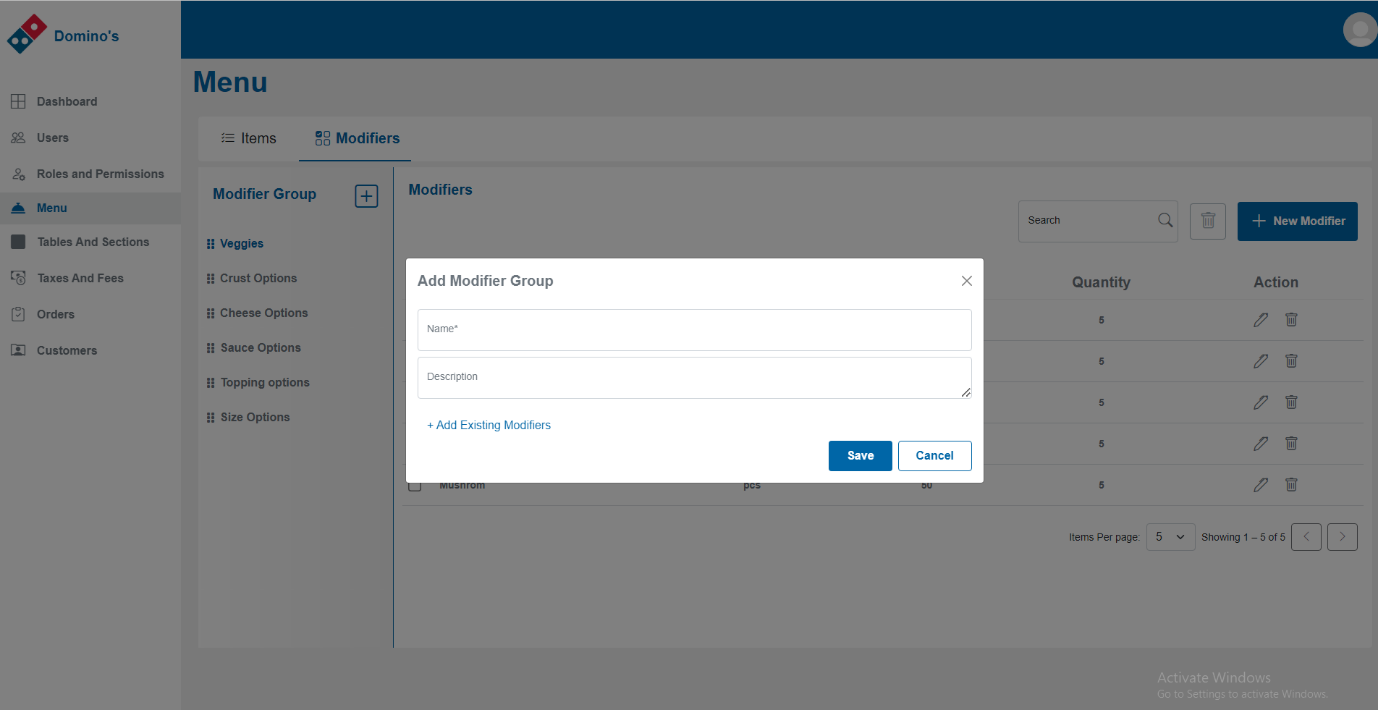 Domino's
Menu
Dashboard
Users
Roles and Permissions
Menu
Tables And Sections
Taxes And Fees
Orders
Customers
Items
Modifiers
Modifier Group
Veggies
Crust Options
Cheese Options
Sauce Options
Topping options
Size Options
Modifiers
Search
New Modifier
Quantity Action
5
5
5
5
Mushrom pcs 50 5
Add Modifier Group
Name*
Description
+ Add Existing Modifiers
Save Cancel
Items Per page: 5 Showing 1 – 5 of 5
Activate Windows
Go to Settings to activate Windows.